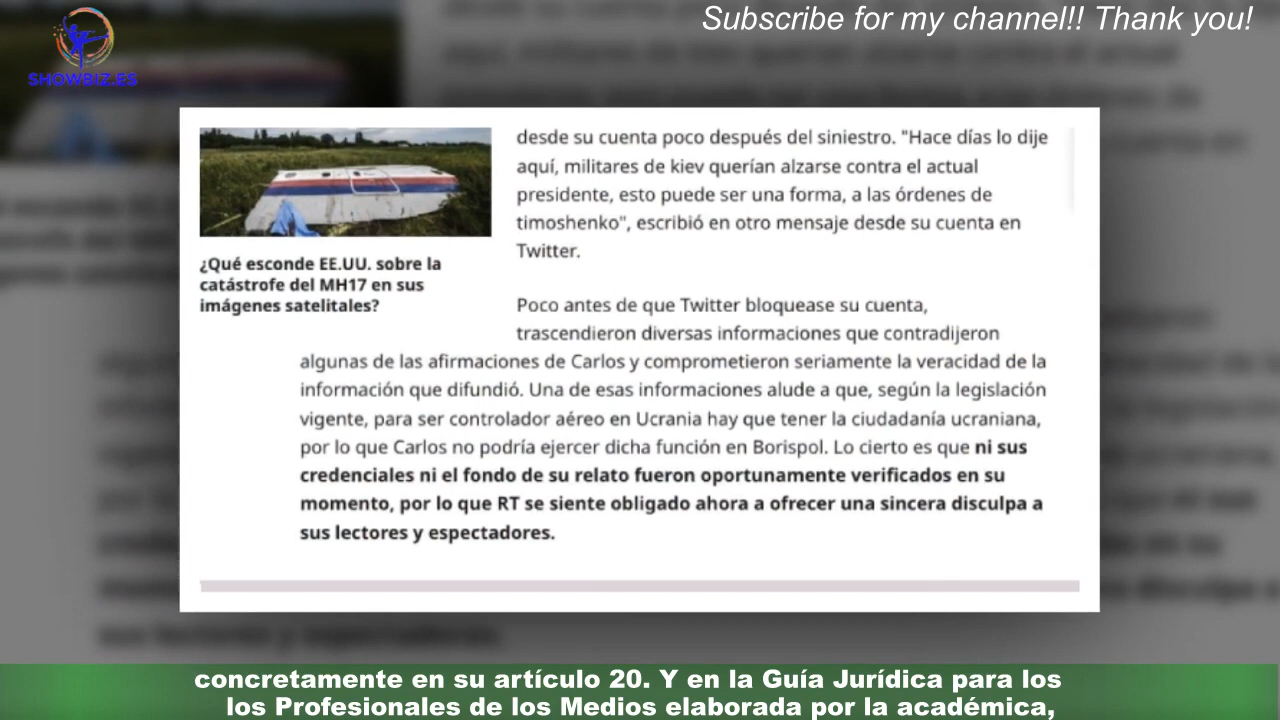 Subscribe for my channel!! Thank you!
SHOWBIZ.ES
desde su cuenta poco después del siniestro. "Hace días lo dije
aquí, militares de kiev querían alzarse contra el actual
presidente, esto puede ser una forma, a las órdenes de
timoshenko", escribió en otro mensaje desde su cuenta en
Twitter.
¿Qué esconde EE.UU. sobre la
catástrofe del MH17 en sus
imágenes satelitales?
Poco antes de que Twitter bloquease su cuenta,
trascendieron diversas informaciones que contradijeron
algunas de las afirmaciones de Carlos y comprometieron seriamente la veracidad de la
información que difundió. Una de esas informaciones alude a que, según la legislación
vigente, para ser controlador aéreo en Ucrania hay que tener la ciudadanía ucraniana,
por lo que Carlos no podría ejercer dicha función en Borispol. Lo cierto es que ni sus
credenciales ni el fondo de su relato fueron oportunamente verificados en su
momento, por lo que RT se siente obligado ahora a ofrecer una sincera disculpa a
sus lectores y espectadores.
concretamente en su artículo 20. Y en la Guía Jurídica para los
los Profesionales de los Medios elaborada por la académica,